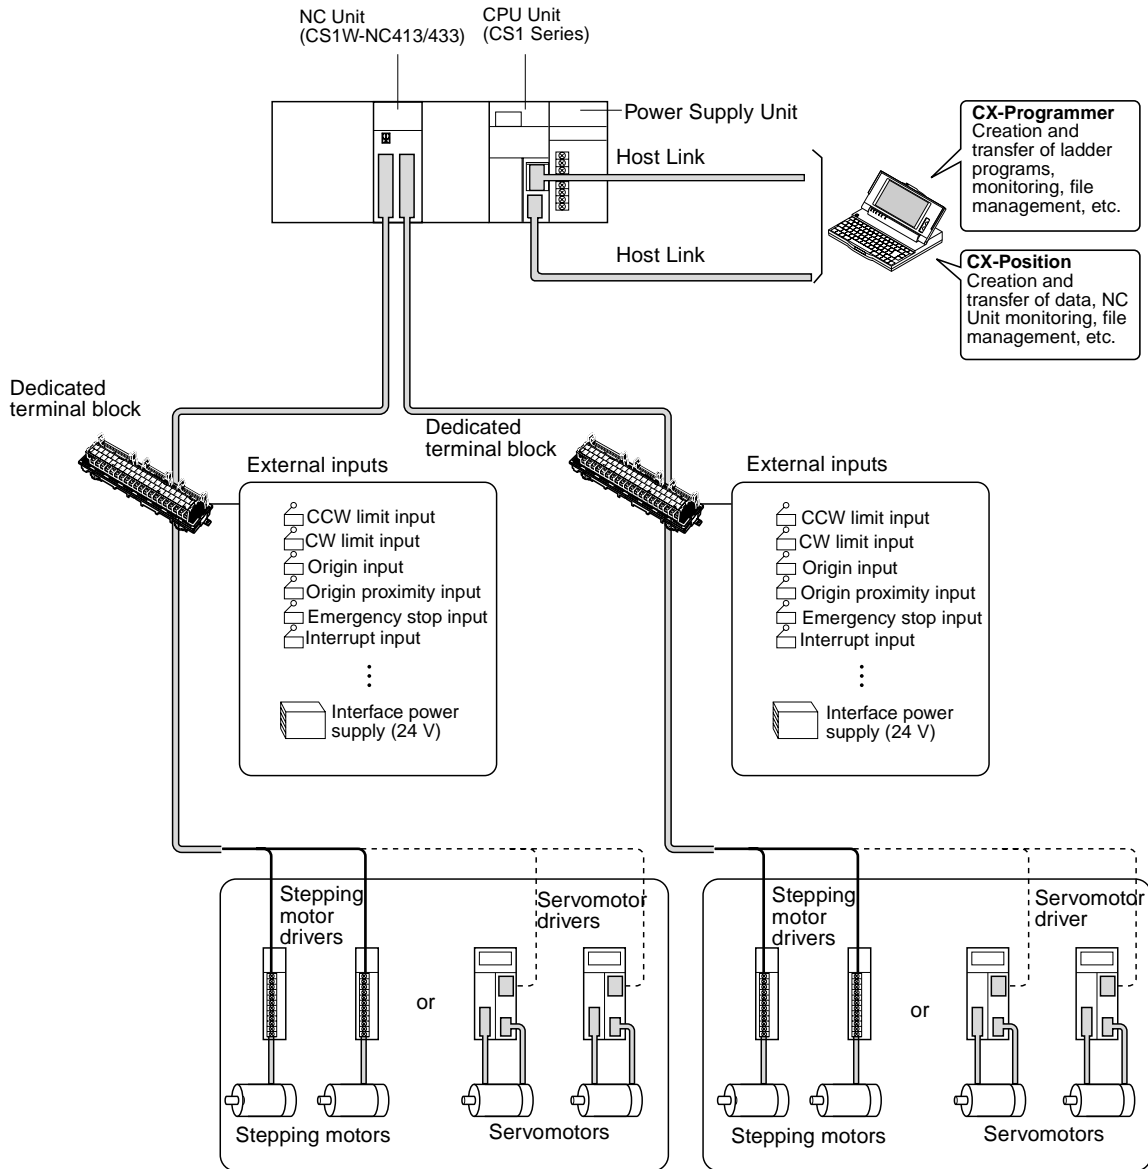 NC Unit
(CS1W-NC413/433)
CPU Unit
(CS1 Series)
Power Supply Unit
Host Link
Host Link
CX-Programmer
Creation and
transfer of ladder
programs,
monitoring, file
management, etc.
CX-Position
Creation and
transfer of data, NC
Unit monitoring, file
management, etc.
Dedicated
terminal block
Dedicated
terminal block
External inputs
CCW limit input
CW limit input
Origin input
Origin proximity input
Emergency stop input
Interrupt input
Interface power
supply (24 V)
External inputs
CCW limit input
CW limit input
Origin input
Origin proximity input
Emergency stop input
Interrupt input
Interface power
supply (24 V)
Stepping
motor
drivers
Servomotor
drivers
or
Stepping motors
Servomotors
Stepping
motor
drivers
Servomotor
driver
or
Stepping motors
Servomotors